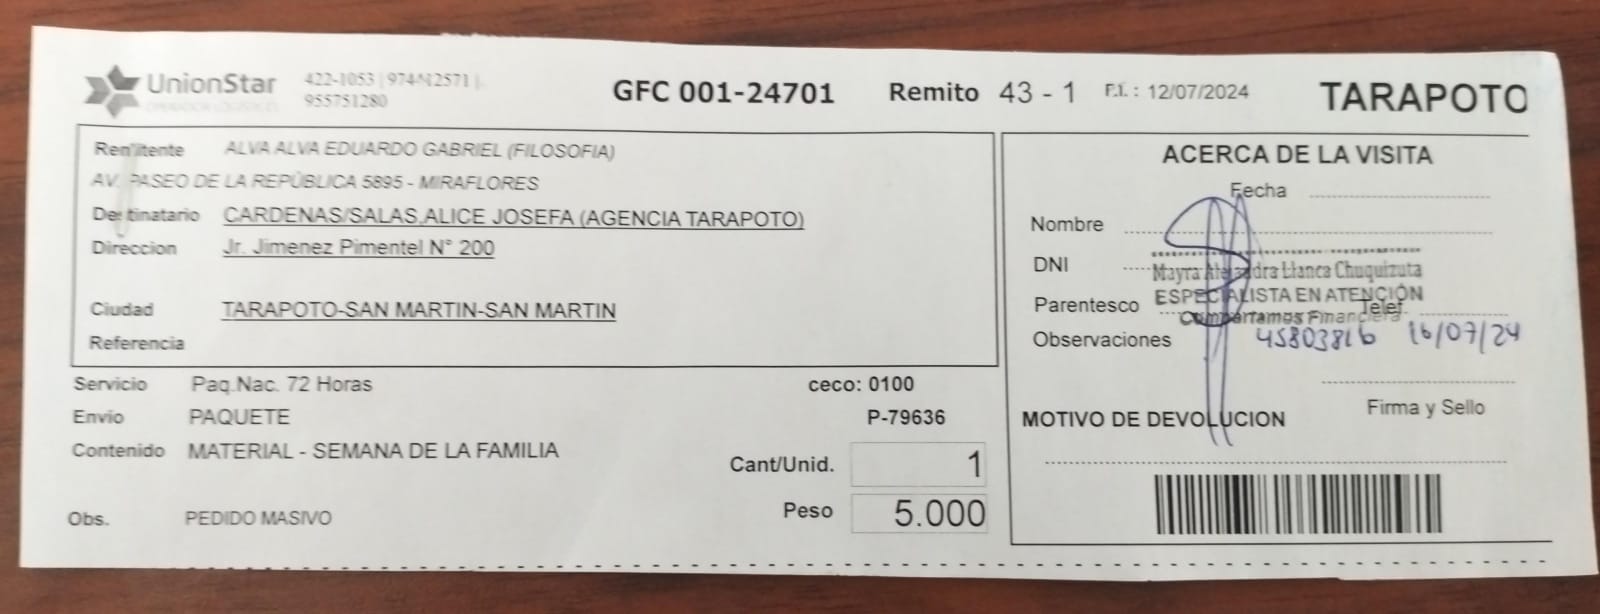 UnionStar
422-1053 | 974412571 |
955751280
GFC 001-24701 Remito 43 - 1 F.I. : 12/07/2024 TARAPOTO
Remitente ALVA ALVA EDUARDO GABRIEL (FILOSOFIA)
AV. PASEO DE LA REPÚBLICA 5895 - MIRAFLORES
Destinatario CARDENAS/SALAS,ALICE JOSEFA (AGENCIA TARAPOTO)
Direccion Jr. Jimenez Pimentel N° 200
Ciudad TARAPOTO-SAN MARTIN-SAN MARTIN
Referencia
Servicio Paq.Nac. 72 Horas ceco: 0100
Envio PAQUETE P-79636
Contenido MATERIAL - SEMANA DE LA FAMILIA
Cant/Unid. 1
Peso 5.000
Obs. PEDIDO MASIVO
ACERCA DE LA VISITA
Fecha
Nombre
DNI
Mayra Alejandra Llanca Chuquizuta
Parentesco ESPECIALISTA EN ATENCIÓN
Telef.
Compartamos Financiera
Observaciones 45803816 16/07/24
Firma y Sello
MOTIVO DE DEVOLUCION